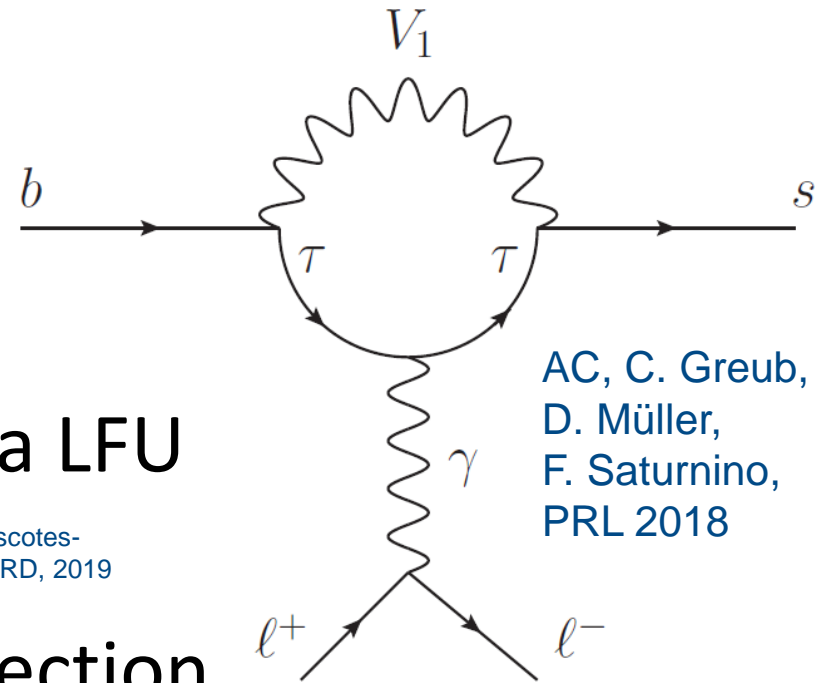 V₁
b
s
τ
τ
AC, C. Greub,
D. Müller,
F. Saturnino,
PRL 2018
γ
a LFU
scotes-
RD, 2019
ℓ⁺
ℓ⁻
ection